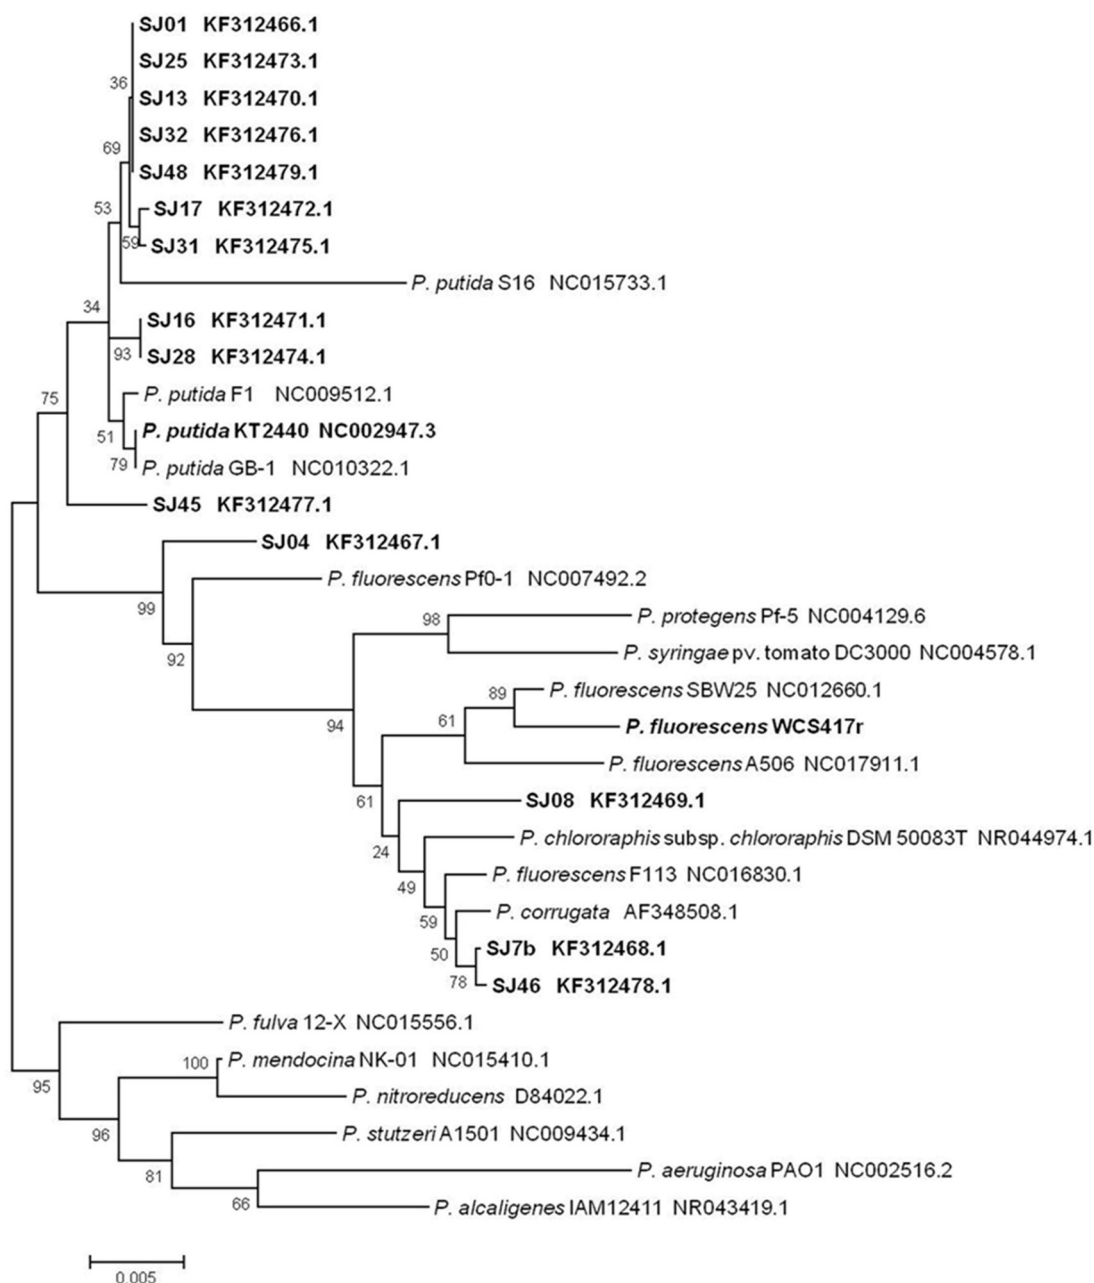 SJ01 KF312466.1
SJ25 KF312473.1
36
SJ13 KF312470.1
SJ32 KF312476.1
69
SJ48 KF312479.1
53
SJ17 KF312472.1
59
SJ31 KF312475.1
P. putida S16 NC015733.1
34
SJ16 KF312471.1
93
SJ28 KF312474.1
75
P. putida F1 NC009512.1
51
P. putida KT2440 NC002947.3
79
P. putida GB-1 NC010322.1
SJ45 KF312477.1
SJ04 KF312467.1
P. fluorescens Pf0-1 NC007492.2
99
98
P. protegens Pf-5 NC004129.6
92
P. syringae pv. tomato DC3000 NC004578.1
89
P. fluorescens SBW25 NC012660.1
94
61
P. fluorescens WCS417r
P. fluorescens A506 NC017911.1
61
SJ08 KF312469.1
24
P. chlororaphis subsp. chlororaphis DSM 50083T NR044974.1
49
P. fluorescens F113 NC016830.1
59
P. corrugata AF348508.1
50
SJ7b KF312468.1
78
SJ46 KF312478.1
P. fulva 12-X NC015556.1
100
P. mendocina NK-01 NC015410.1
95
P. nitroreducens D84022.1
96
P. stutzeri A1501 NC009434.1
81
P. aeruginosa PAO1 NC002516.2
66
P. alcaligenes IAM12411 NR043419.1
0.005